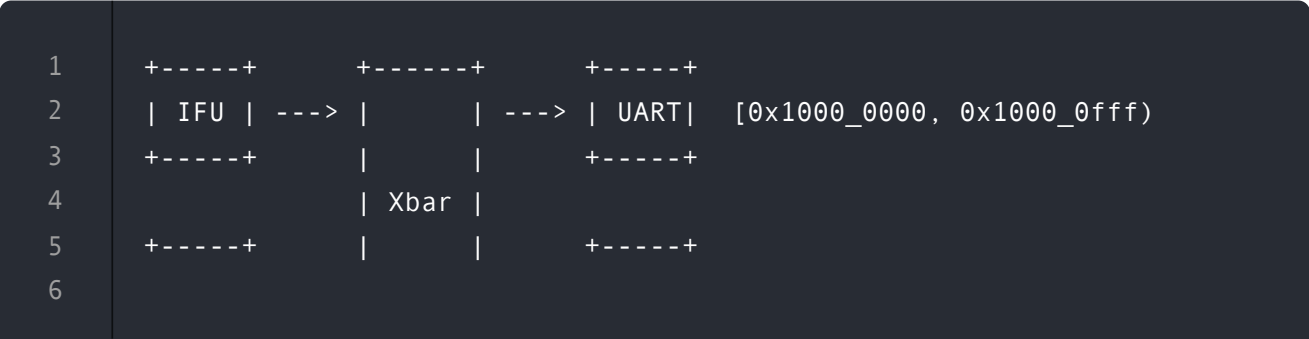 1 +-----+      +------+      +-----+
2 | IFU | ---> |      | ---> | UART|  [0x1000_0000, 0x1000_0fff)
3 +-----+      |      |      +-----+
4              | Xbar |
5 +-----+      |      |      +-----+
6